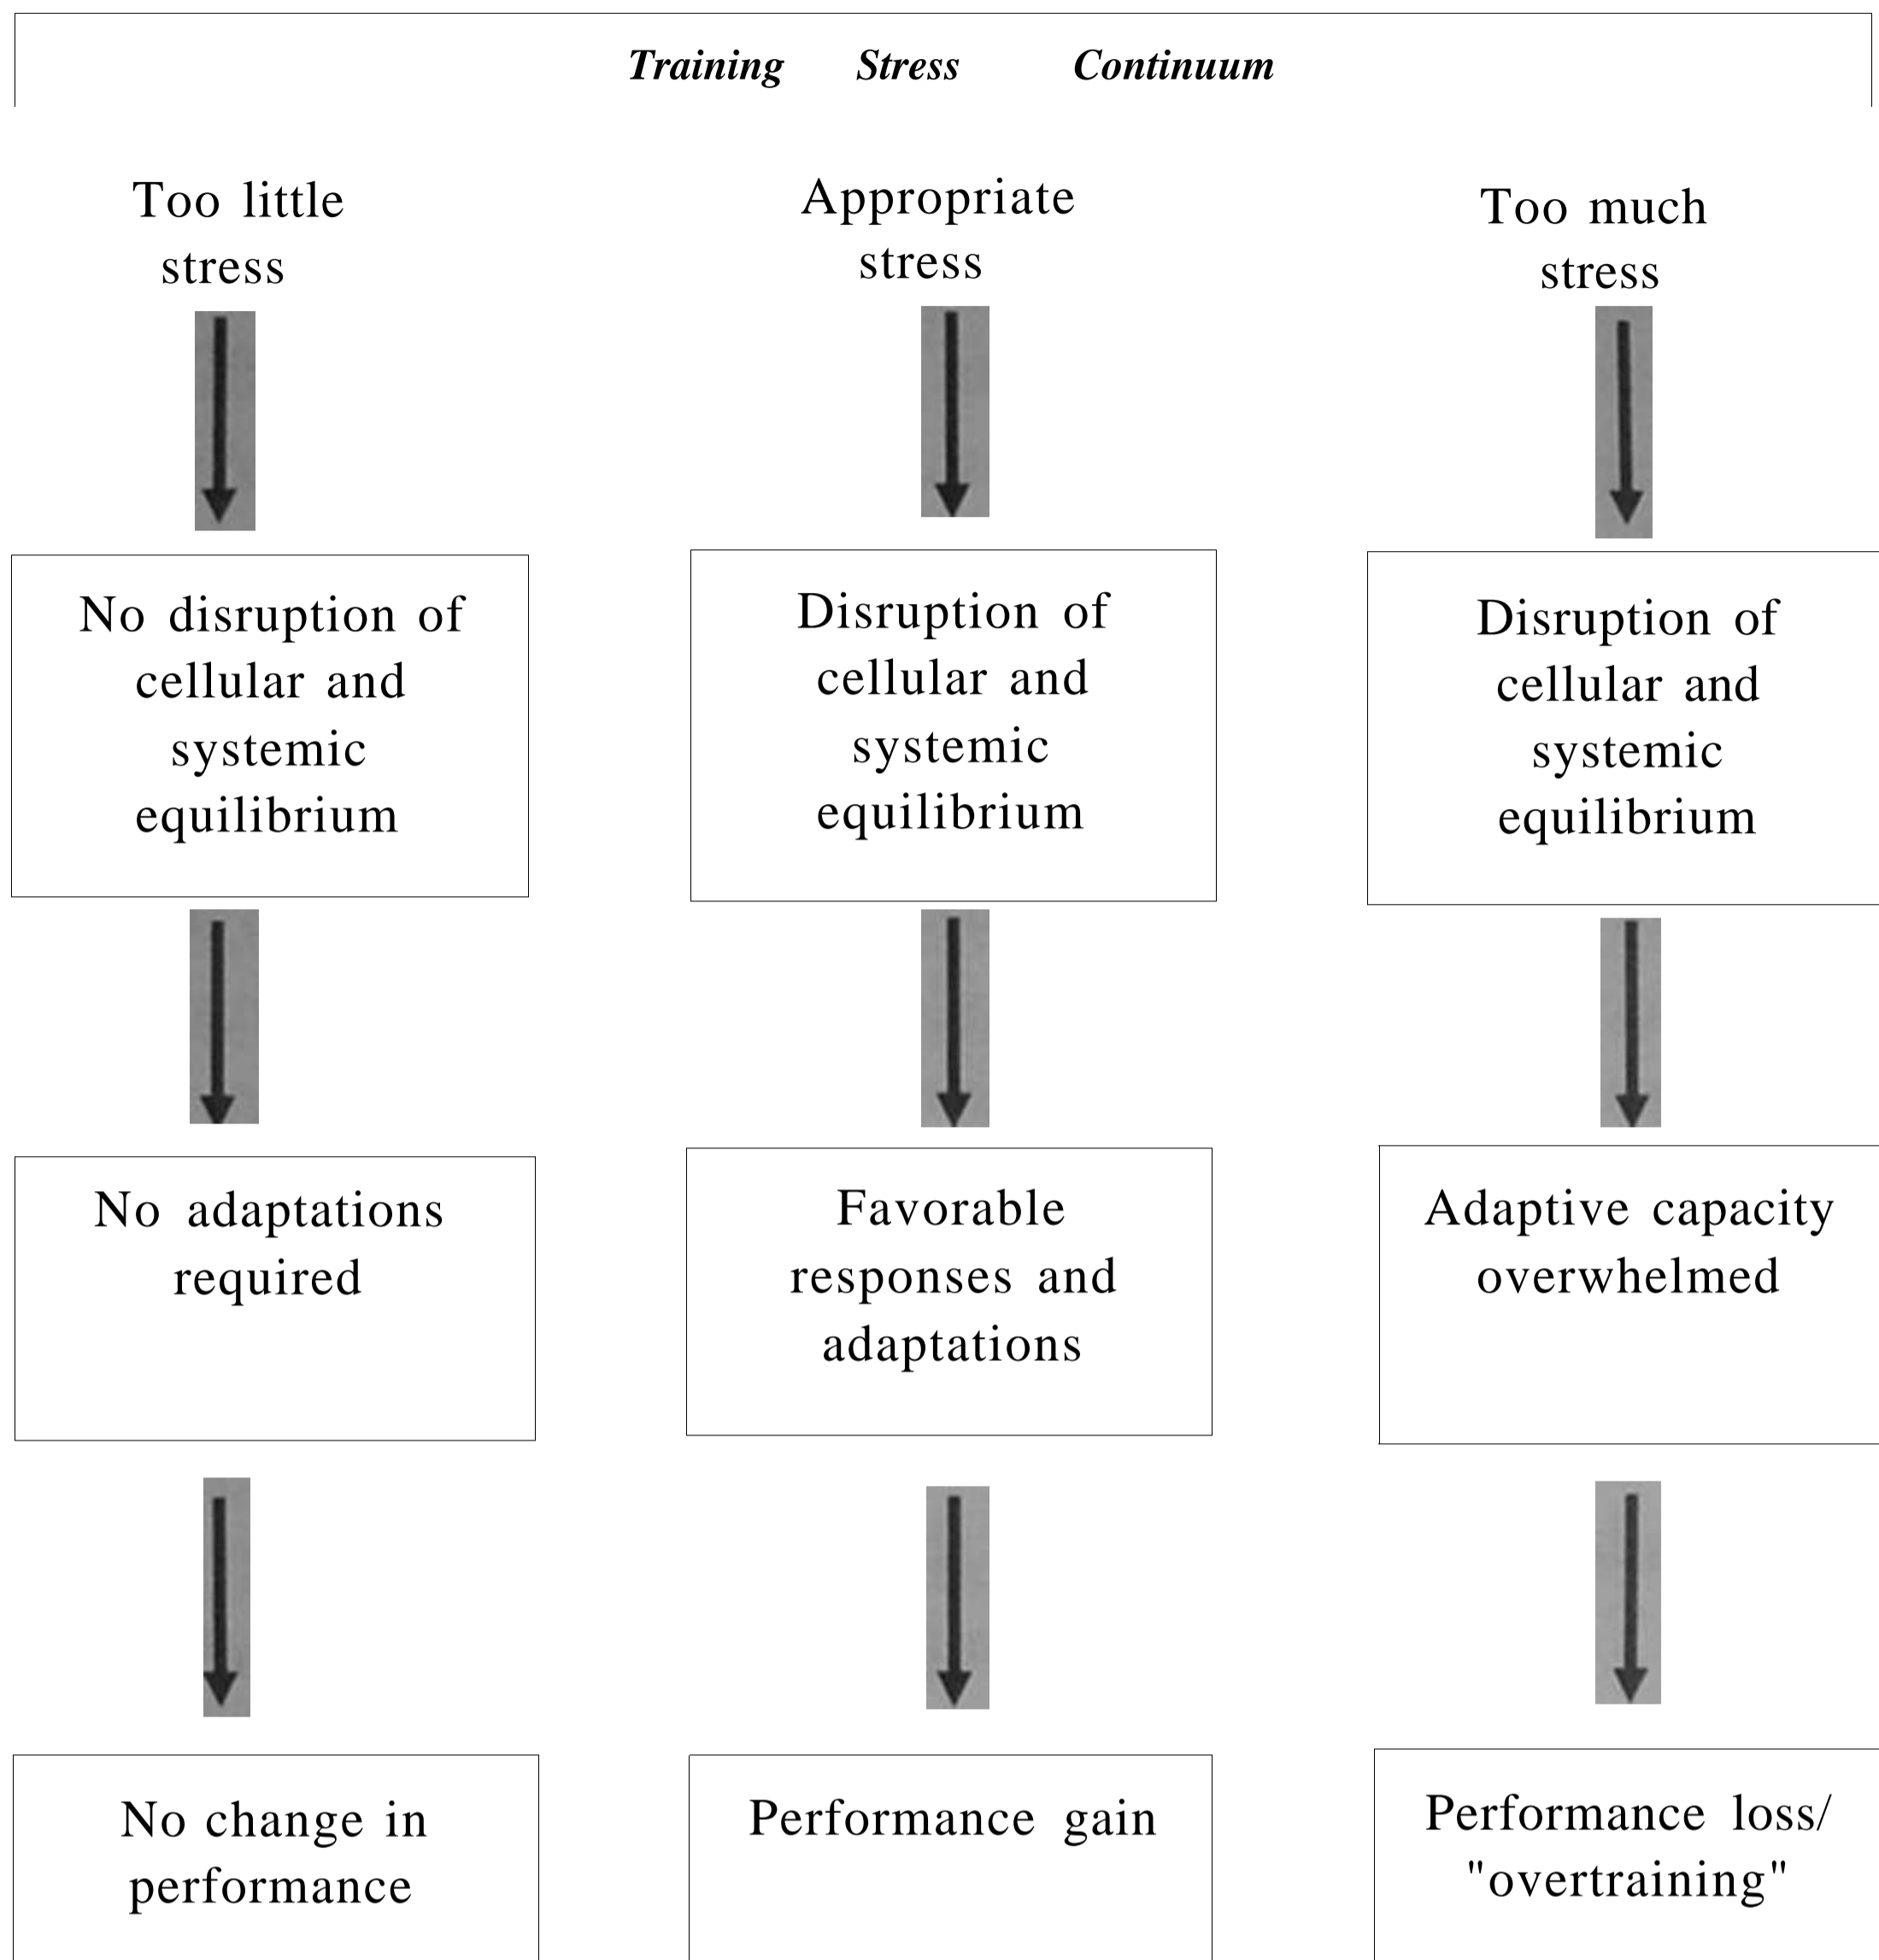 Training Stress Continuum
Too little
stress
Appropriate
stress
Too much
stress
No disruption of
cellular and
systemic
equilibrium
Disruption of
cellular and
systemic
equilibrium
Disruption of
cellular and
systemic
equilibrium
No adaptations
required
Favorable
responses and
adaptations
Adaptive capacity
overwhelmed
No change in
performance
Performance gain
Performance loss/
"overtraining"